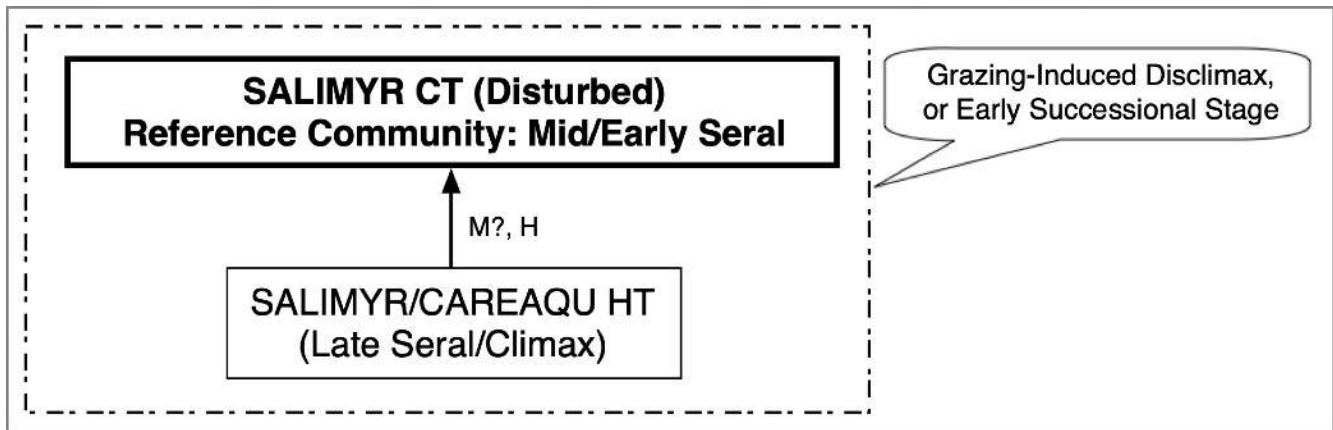 SALIMYR CT (Disturbed)
Reference Community: Mid/Early Seral
Grazing-Induced Disclimax,
or Early Successional Stage
M?, H
SALIMYR/CAREAQU HT
(Late Seral/Climax)